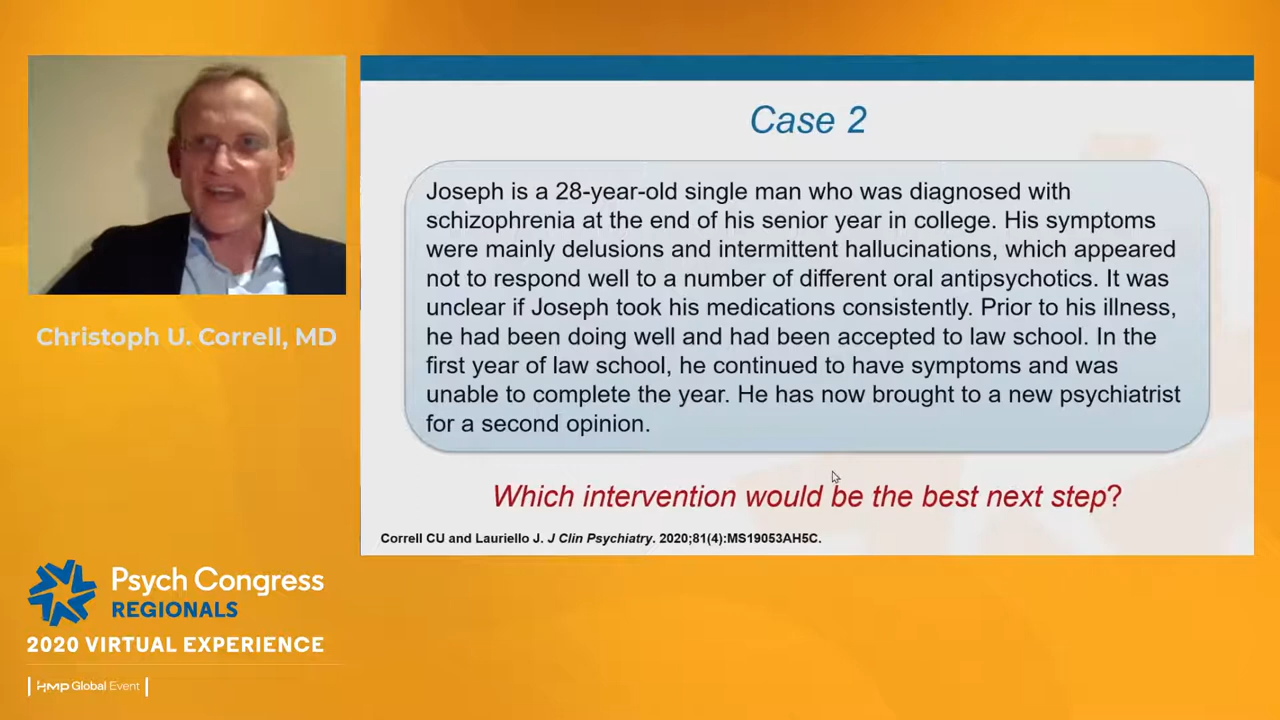 Case 2
Joseph is a 28-year-old single man who was diagnosed with
schizophrenia at the end of his senior year in college. His symptoms
were mainly delusions and intermittent hallucinations, which appeared
not to respond well to a number of different oral antipsychotics. It was
unclear if Joseph took his medications consistently. Prior to his illness,
he had been doing well and had been accepted to law school. In the
first year of law school, he continued to have symptoms and was
unable to complete the year. He has now brought to a new psychiatrist
for a second opinion.
Which intervention would be the best next step?
Correll CU and Lauriello J. J Clin Psychiatry. 2020;81(4):MS19053AH5C.
Christoph U. Correll, MD
Psych Congress
REGIONALS
2020 VIRTUAL EXPERIENCE
HMP Global Event